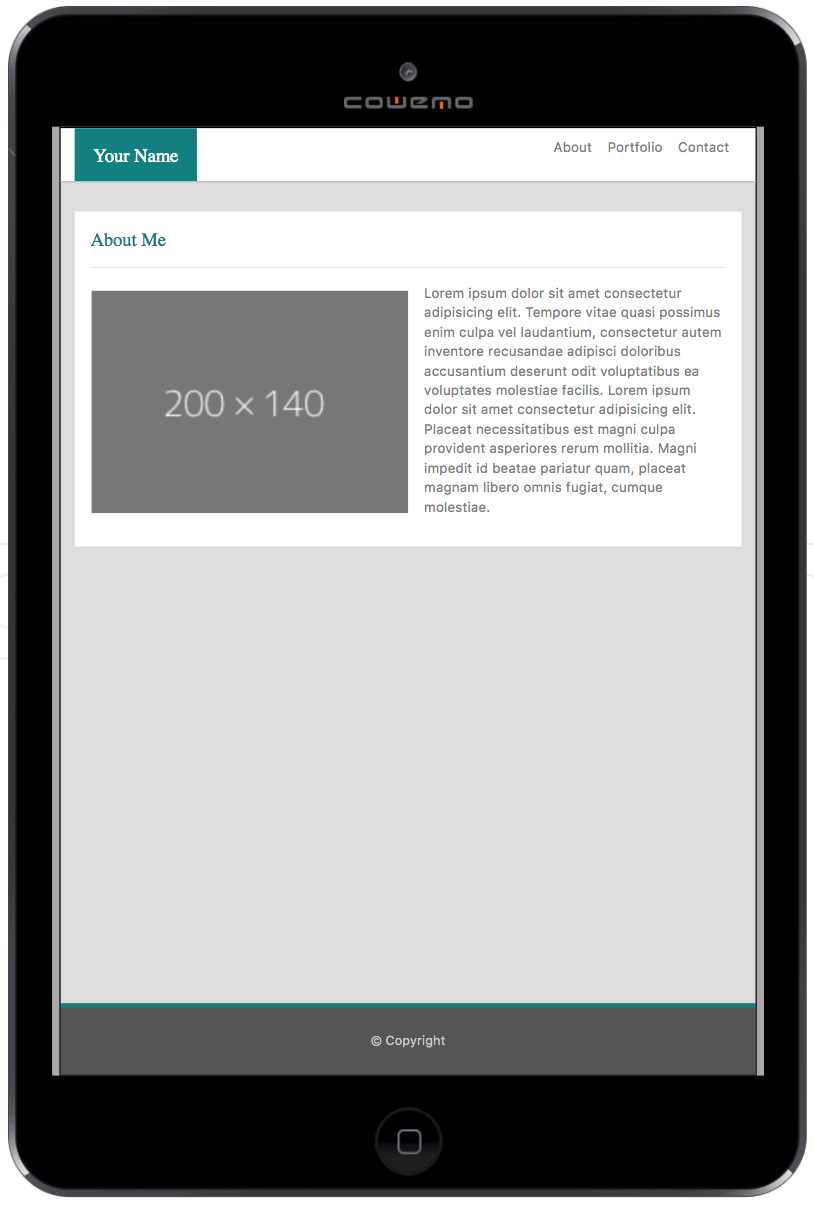 cowemo
Your Name
About Portfolio Contact
About Me
200 × 140
Lorem ipsum dolor sit amet consectetur
adipisicing elit. Tempore vitae quasi possimus
enim culpa vel laudantium, consectetur autem
inventore recusandae adipisci doloribus
accusantium deserunt odit voluptatibus ea
voluptates molestiae facilis. Lorem ipsum
dolor sit amet consectetur adipisicing elit.
Placeat necessitatibus est magni culpa
provident asperiores rerum mollitia. Magni
impedit id beatae pariatur quam, placeat
magnam libero omnis fugiat, cumque
molestiae.
© Copyright